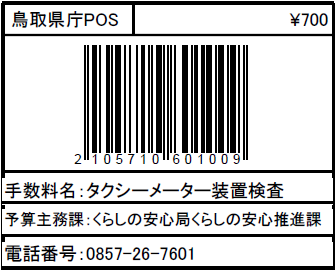 鳥取県庁POS ¥700
2105710601009
手数料名：タクシーメーター装置検査
予算主務課：くらしの安心局くらしの安心推進課
電話番号：0857-26-7601